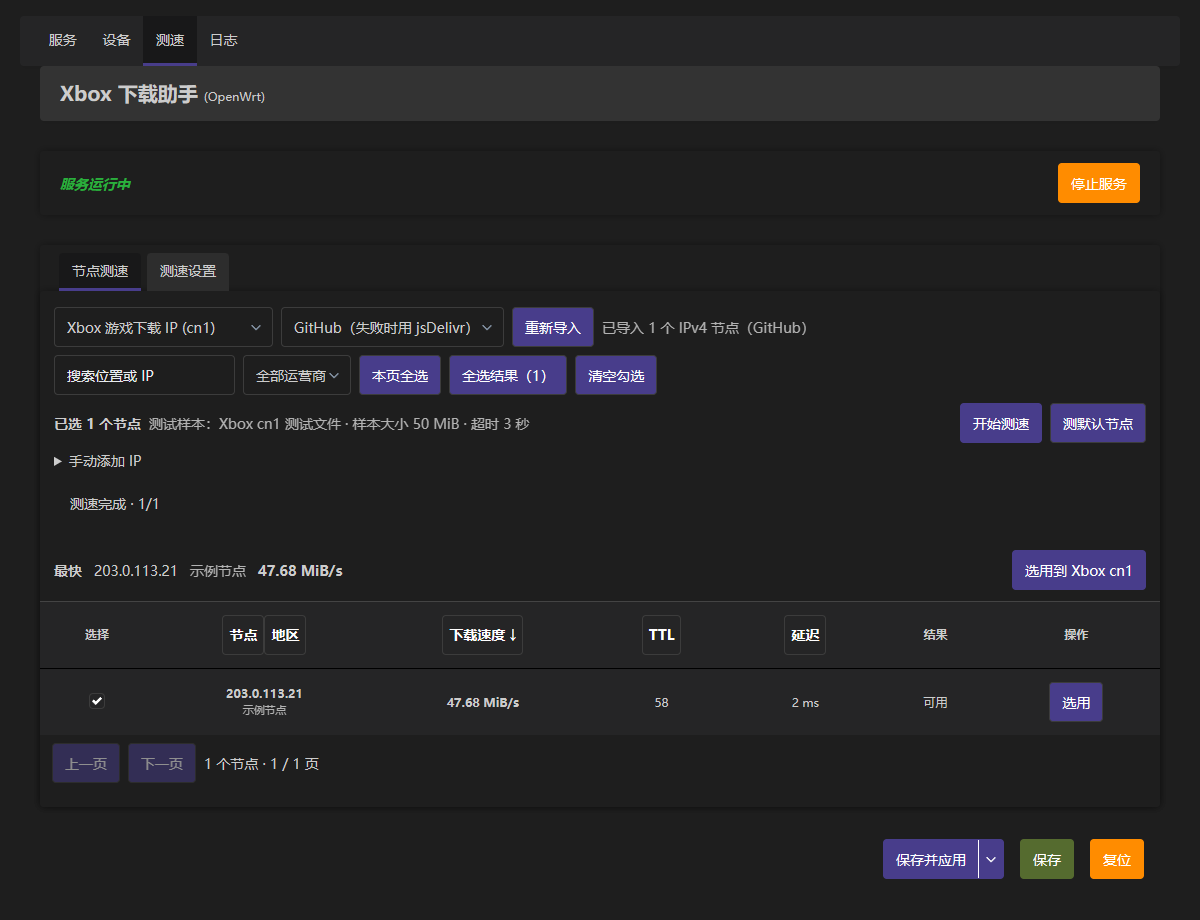 服务 设备 测速 日志
Xbox 下载助手 (OpenWrt)
服务运行中 停止服务
节点测速 测速设置
Xbox 游戏下载 IP (cn1) GitHub（失败时用 jsDelivr） 重新导入 已导入 1 个 IPv4 节点（GitHub）
搜索位置或 IP 全部运营商 本页全选 全选结果（1） 清空勾选
已选 1 个节点 测试样本：Xbox cn1 测试文件 · 样本大小 50 MiB · 超时 3 秒 开始测速 测默认节点
▶ 手动添加 IP
测速完成 · 1/1
最快 203.0.113.21 示例节点 47.68 MiB/s 选用到 Xbox cn1
选择 节点 地区 下载速度↓ TTL 延迟 结果 操作
203.0.113.21 47.68 MiB/s 58 2 ms 可用 选用
示例节点
上一页 下一页 1 个节点 · 1 / 1 页
保存并应用 保存 复位